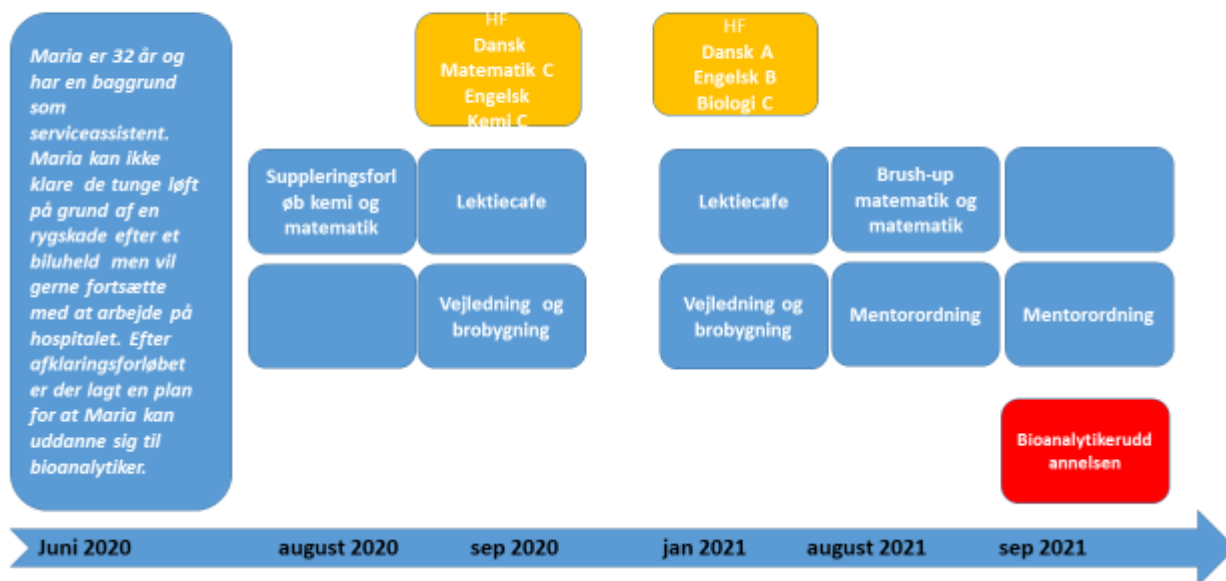 Maria er 32 år og
har en baggrund
som
serviceassistent.
Maria kan ikke
klare de tunge løft
på grund af en
rygskade efter et
biluheld men vil
gerne fortsætte
med at arbejde på
hospitalet. Efter
afklaringsforløbet
er der lagt en plan
for at Maria kan
uddanne sig til
bioanalytiker.
HF
Dansk
Matematik C
Engelsk
Kemi C
HF
Dansk A
Engelsk B
Biologi C
Suppleringsforl
øb kemi og
matematik
Lektiecafe
Lektiecafe
Brush-up
matematik og
matematik
Vejledning og
brobygning
Vejledning og
brobygning
Mentorordning
Mentorordning
Bioanalytikerudd
annelsen
Juni 2020
august 2020
sep 2020
jan 2021
august 2021
sep 2021